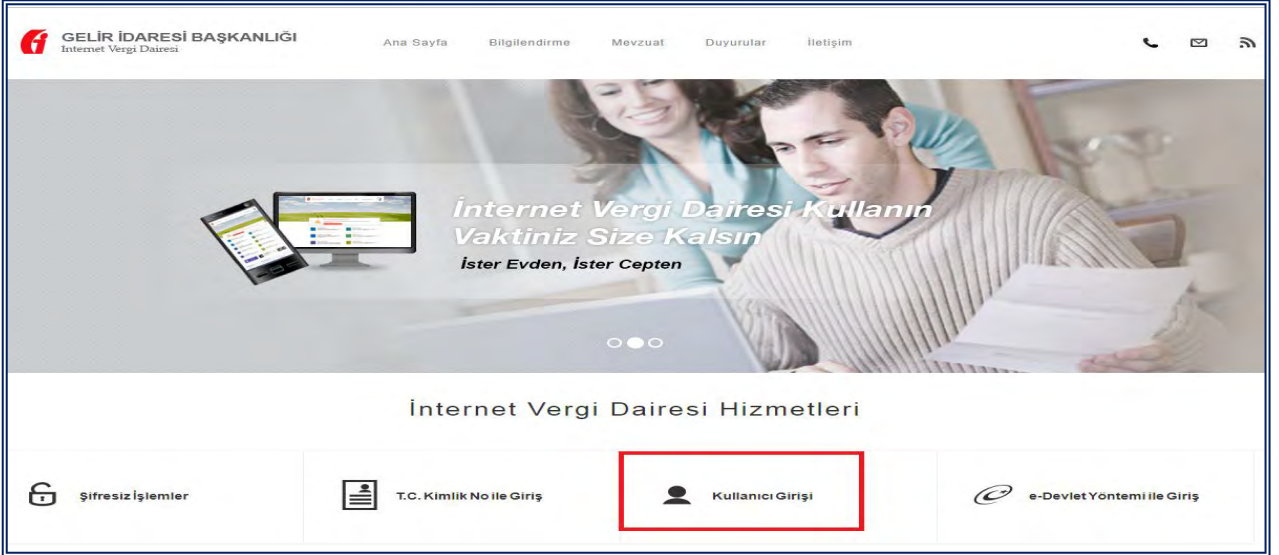 GELİR İDARESİ BAŞKANLIĞI
İnternet Vergi Dairesi
Ana Sayfa
Bilgilendirme
Mevzuat
Duyurular
İletişim
İnternet Vergi Dairesi Kullanın
Vaktiniz Size Kalsın
İster Evden, İster Cepten
İnternet Vergi Dairesi Hizmetleri
Şifresiz İşlemler
T.C. Kimlik No ile Giriş
Kullanıcı Girişi
e-Devlet Yöntemi ile Giriş